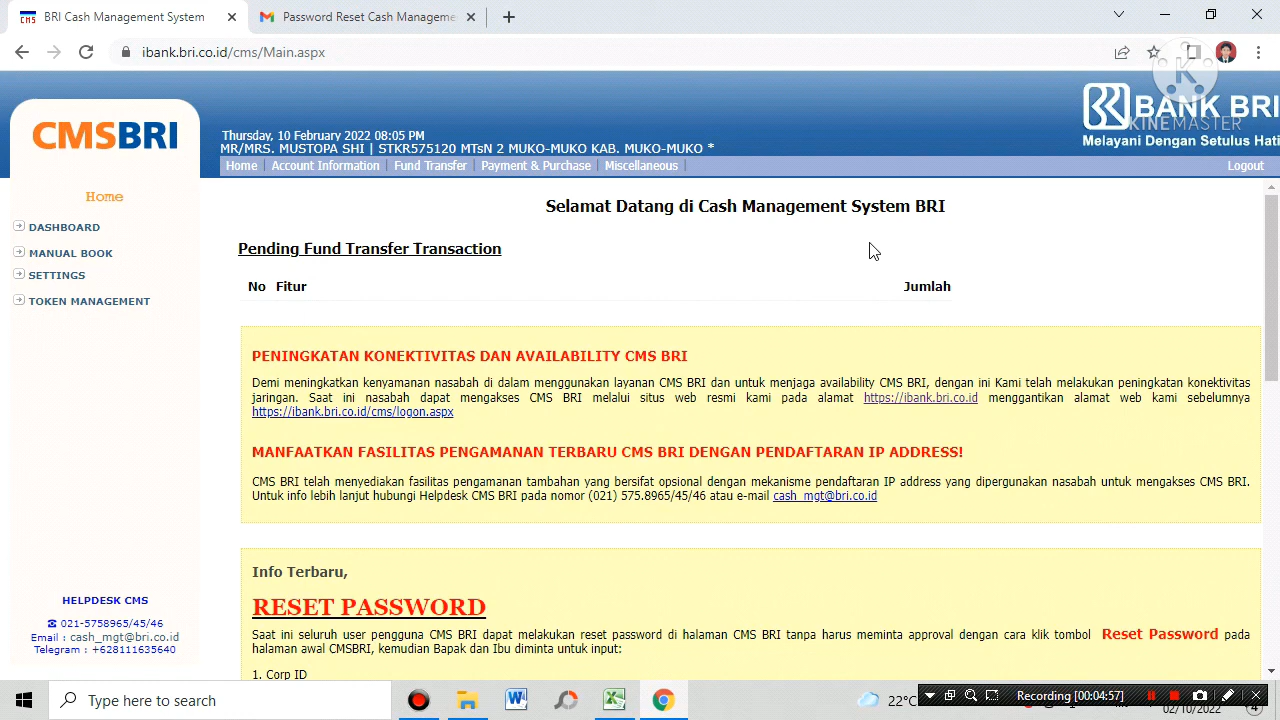 BRI Cash Management System
Password Reset Cash Manageme
ibank.bri.co.id/cms/Main.aspx
K
KINEMASTER
CMSBRI
BANK BRI
Melayani Dengan Setulus Hati
Thursday, 10 February 2022 08:05 PM
MR/MRS. MUSTOPA SHI | STKR575120 MTsN 2 MUKO-MUKO KAB. MUKO-MUKO *
Home | Account Information | Fund Transfer | Payment & Purchase | Miscellaneous |
Logout
Home
DASHBOARD
MANUAL BOOK
SETTINGS
TOKEN MANAGEMENT
HELPDESK CMS
☎ 021-5758965/45/46
Email : cash_mgt@bri.co.id
Telegram : +628111635640
Selamat Datang di Cash Management System BRI
Pending Fund Transfer Transaction
No Fitur Jumlah
PENINGKATAN KONEKTIVITAS DAN AVAILABILITY CMS BRI
Demi meningkatkan kenyamanan nasabah di dalam menggunakan layanan CMS BRI dan untuk menjaga availability CMS BRI, dengan ini Kami telah melakukan peningkatan konektivitas
jaringan. Saat ini nasabah dapat mengakses CMS BRI melalui situs web resmi kami pada alamat https://ibank.bri.co.id menggantikan alamat web kami sebelumnya
https://ibank.bri.co.id/cms/logon.aspx
MANFAATKAN FASILITAS PENGAMANAN TERBARU CMS BRI DENGAN PENDAFTARAN IP ADDRESS!
CMS BRI telah menyediakan fasilitas pengamanan tambahan yang bersifat opsional dengan mekanisme pendaftaran IP address yang dipergunakan nasabah untuk mengakses CMS BRI.
Untuk info lebih lanjut hubungi Helpdesk CMS BRI pada nomor (021) 575.8965/45/46 atau e-mail cash_mgt@bri.co.id
Info Terbaru,
RESET PASSWORD
Saat ini seluruh user pengguna CMS BRI dapat melakukan reset password di halaman CMS BRI tanpa harus meminta approval dengan cara klik tombol Reset Password pada
halaman awal CMSBRI, kemudian Bapak dan Ibu diminta untuk input:
1. Corp ID
Type here to search
22°C
Recording [00:04:57]
02/10/2022